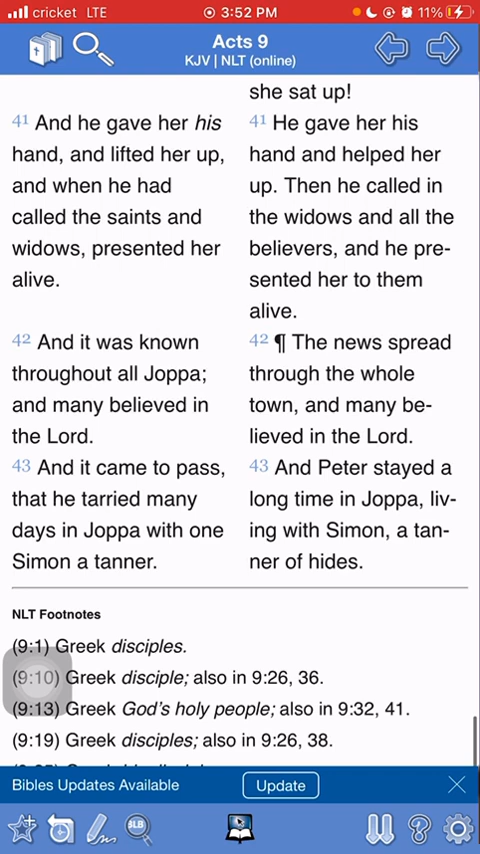 cricket LTE
3:52 PM
11%
Acts 9
KJV | NLT (online)
41 And he gave her his
hand, and lifted her up,
and when he had
called the saints and
widows, presented her
alive.
42 And it was known
throughout all Joppa;
and many believed in
the Lord.
43 And it came to pass,
that he tarried many
days in Joppa with one
Simon a tanner.
she sat up!
41 He gave her his
hand and helped her
up. Then he called in
the widows and all the
believers, and he pre-
sented her to them
alive.
42 ¶ The news spread
through the whole
town, and many be-
lieved in the Lord.
43 And Peter stayed a
long time in Joppa, liv-
ing with Simon, a tan-
ner of hides.
NLT Footnotes
(9:1) Greek disciples.
(9:10) Greek disciple; also in 9:26, 36.
(9:13) Greek God's holy people; also in 9:32, 41.
(9:19) Greek disciples; also in 9:26, 38.
Bibles Updates Available
Update
BLB